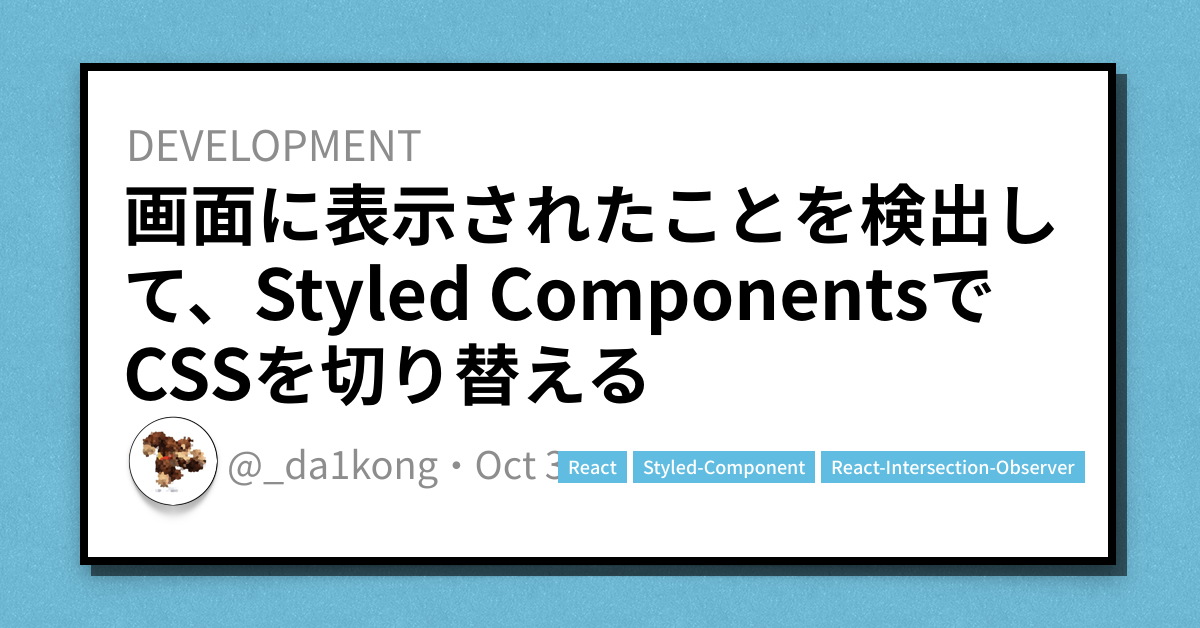 DEVELOPMENT
画面に表示されたことを検出し
て、Styled Componentsで
CSSを切り替える
@_da1kong・Oct
React
Styled-Component
React-Intersection-Observer